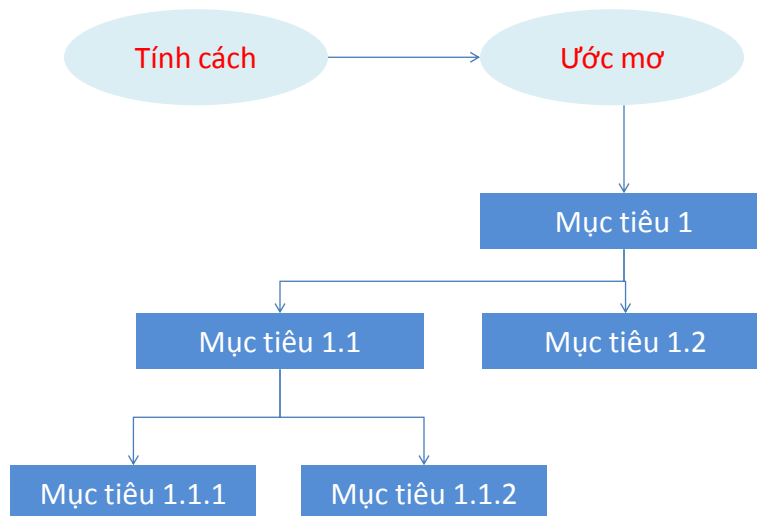 Tính cách
Ước mơ
Mục tiêu 1
Mục tiêu 1.1
Mục tiêu 1.2
Mục tiêu 1.1.1
Mục tiêu 1.1.2